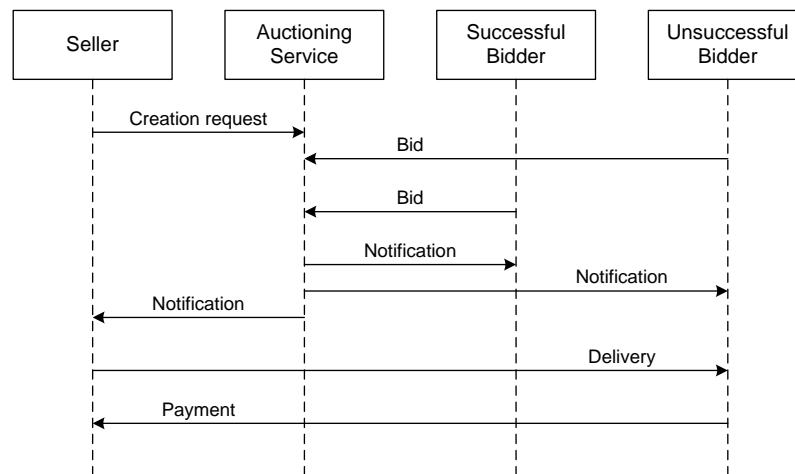 Seller
Auctioning
Service
Successful
Bidder
Unsuccessful
Bidder
Creation request
Bid
Bid
Notification
Notification
Notification
Delivery
Payment